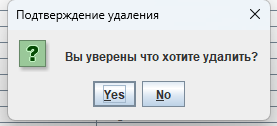 Подтверждение удаления
?
Вы уверены что хотите удалить?
Yes No